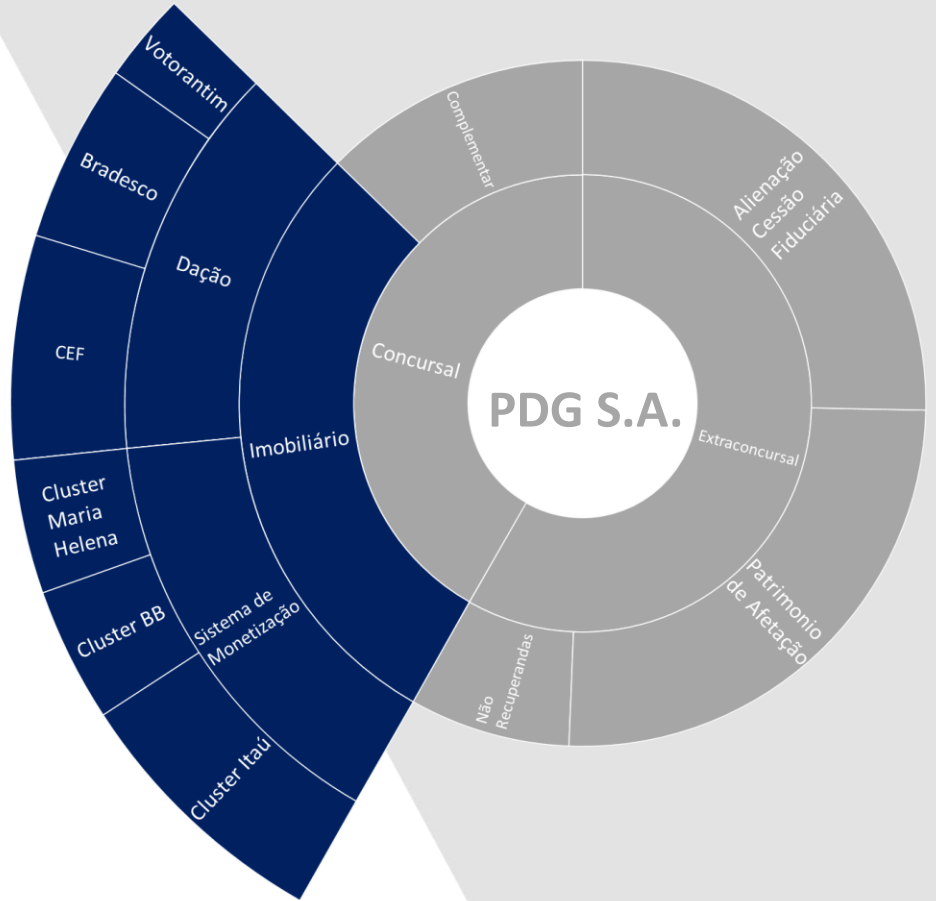 Votorantim
Bradesco
CEF
Cluster
Maria
Helena
Cluster BB
Cluster Itaú
Dação
Sistema de
Monetização
Imobiliário
Complementar
Concursal
PDG S.A.
Extraconcursal
Alienação
Cessão
Fiduciária
Patrimonio
de Afetação
Não
Recuperandas